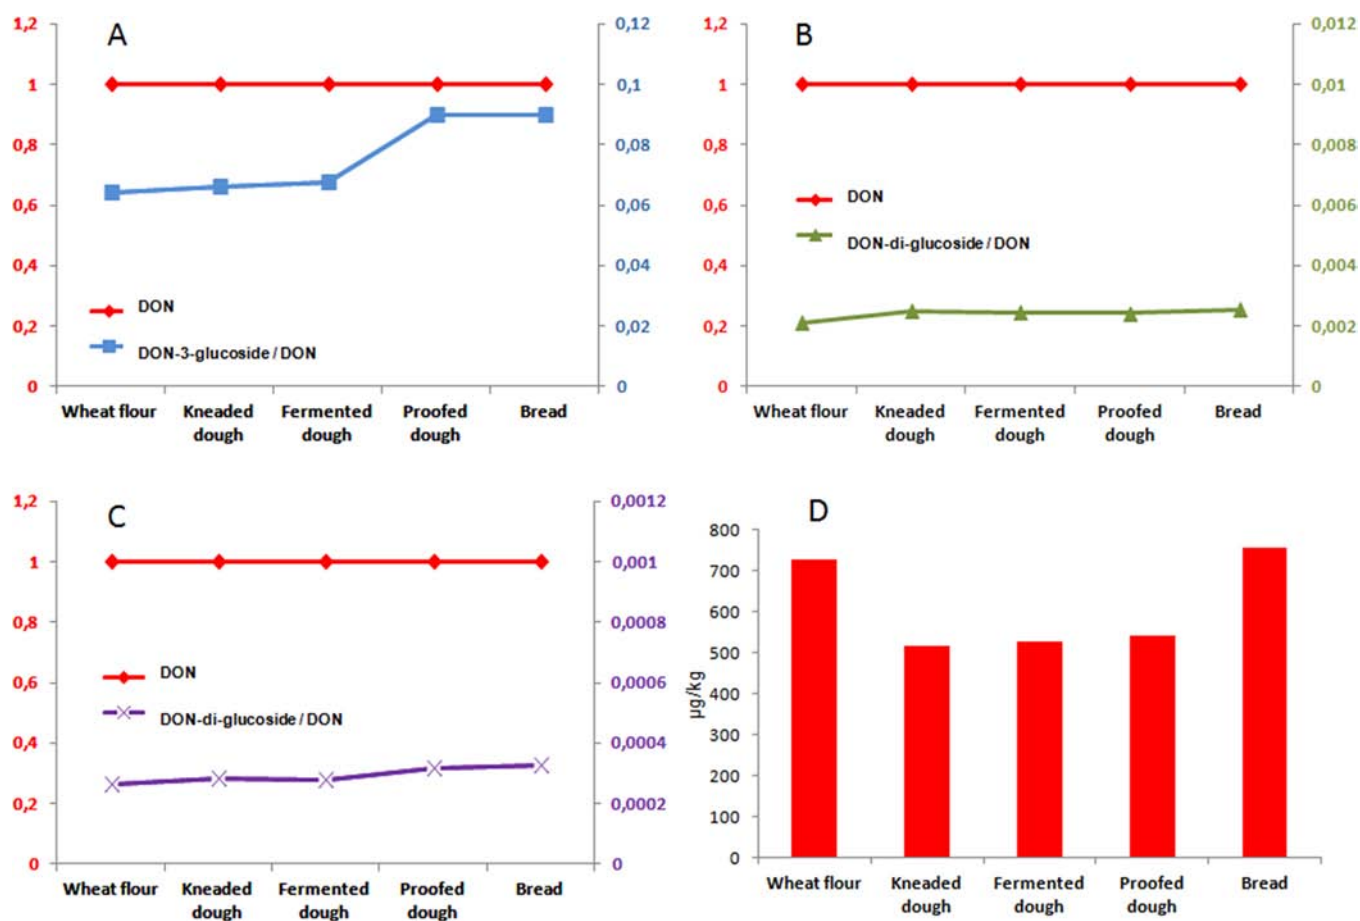 A
1,2
1
0,8
0,6
0,4
0,2
0
0,12
0,1
0,08
0,06
0,04
0,02
0
DON
DON-3-glucoside / DON
Wheat flour
Kneaded
dough
Fermented
dough
Proofed
dough
Bread
B
1,2
1
0,8
0,6
0,4
0,2
0
0,012
0,01
0,008
0,006
0,004
0,002
0
DON
DON-di-glucoside / DON
Wheat flour
Kneaded
dough
Fermented
dough
Proofed
dough
Bread
C
1,2
1
0,8
0,6
0,4
0,2
0
0,0012
0,001
0,0008
0,0006
0,0004
0,0002
0
DON
DON-di-glucoside / DON
Wheat flour
Kneaded
dough
Fermented
dough
Proofed
dough
Bread
D
800
700
600
500
400
300
200
100
0
µg/kg
Wheat flour
Kneaded
dough
Fermented
dough
Proofed
dough
Bread